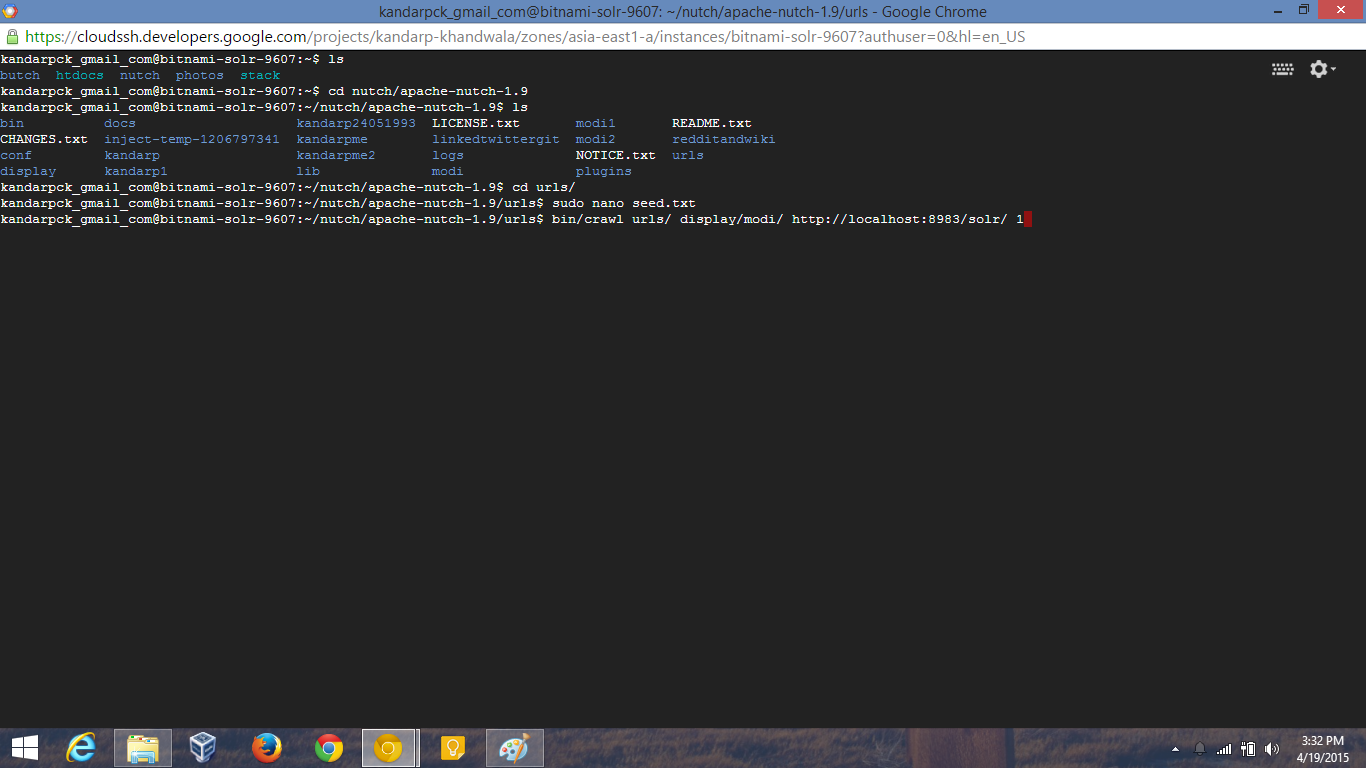 kandarpck_gmail_com@bitnami-solr-9607: ~/nutch/apache-nutch-1.9/urls - Google Chrome
https://cloudssh.developers.google.com/projects/kandarp-khandwala/zones/asia-east1-a/instances/bitnami-solr-9607?authuser=0&hl=en_US
kandarpck_gmail_com@bitnami-solr-9607:~$ ls
butch  htdocs  nutch  photos  stack
kandarpck_gmail_com@bitnami-solr-9607:~$ cd nutch/apache-nutch-1.9
kandarpck_gmail_com@bitnami-solr-9607:~/nutch/apache-nutch-1.9$ ls
bin          docs                    kandarp24051993  LICENSE.txt       modi1       README.txt
CHANGES.txt  inject-temp-1206797341  kandarpme        linkedtwittergit  modi2       redditandwiki
conf         kandarp                 kandarpme2       logs              NOTICE.txt  urls
display      kandarp1                lib              modi              plugins
kandarpck_gmail_com@bitnami-solr-9607:~/nutch/apache-nutch-1.9$ cd urls/
kandarpck_gmail_com@bitnami-solr-9607:~/nutch/apache-nutch-1.9/urls$ sudo nano seed.txt
kandarpck_gmail_com@bitnami-solr-9607:~/nutch/apache-nutch-1.9/urls$ bin/crawl urls/ display/modi/ http://localhost:8983/solr/ 1
3:32 PM
4/19/2015